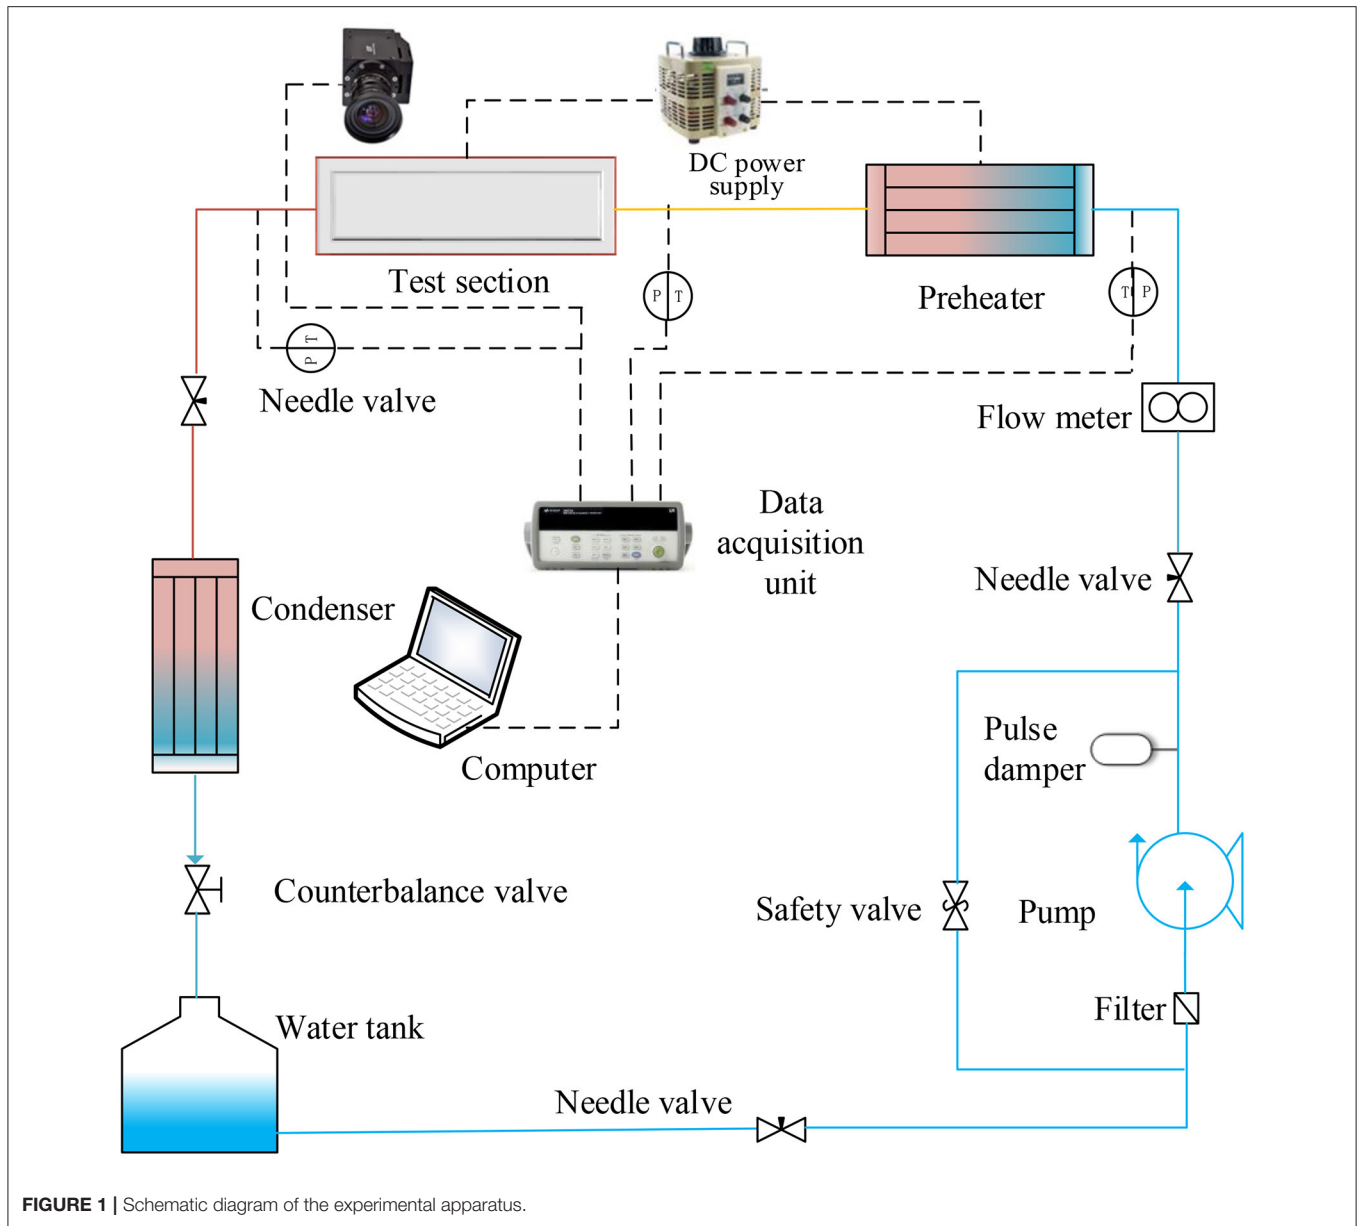 DC power
supply
Test section
P T
Preheater
T P
P T
Needle valve
Flow meter
Data
acquisition
unit
Needle valve
Condenser
Computer
Pulse
damper
Counterbalance valve
Safety valve
Pump
Filter
Water tank
Needle valve
FIGURE 1 | Schematic diagram of the experimental apparatus.